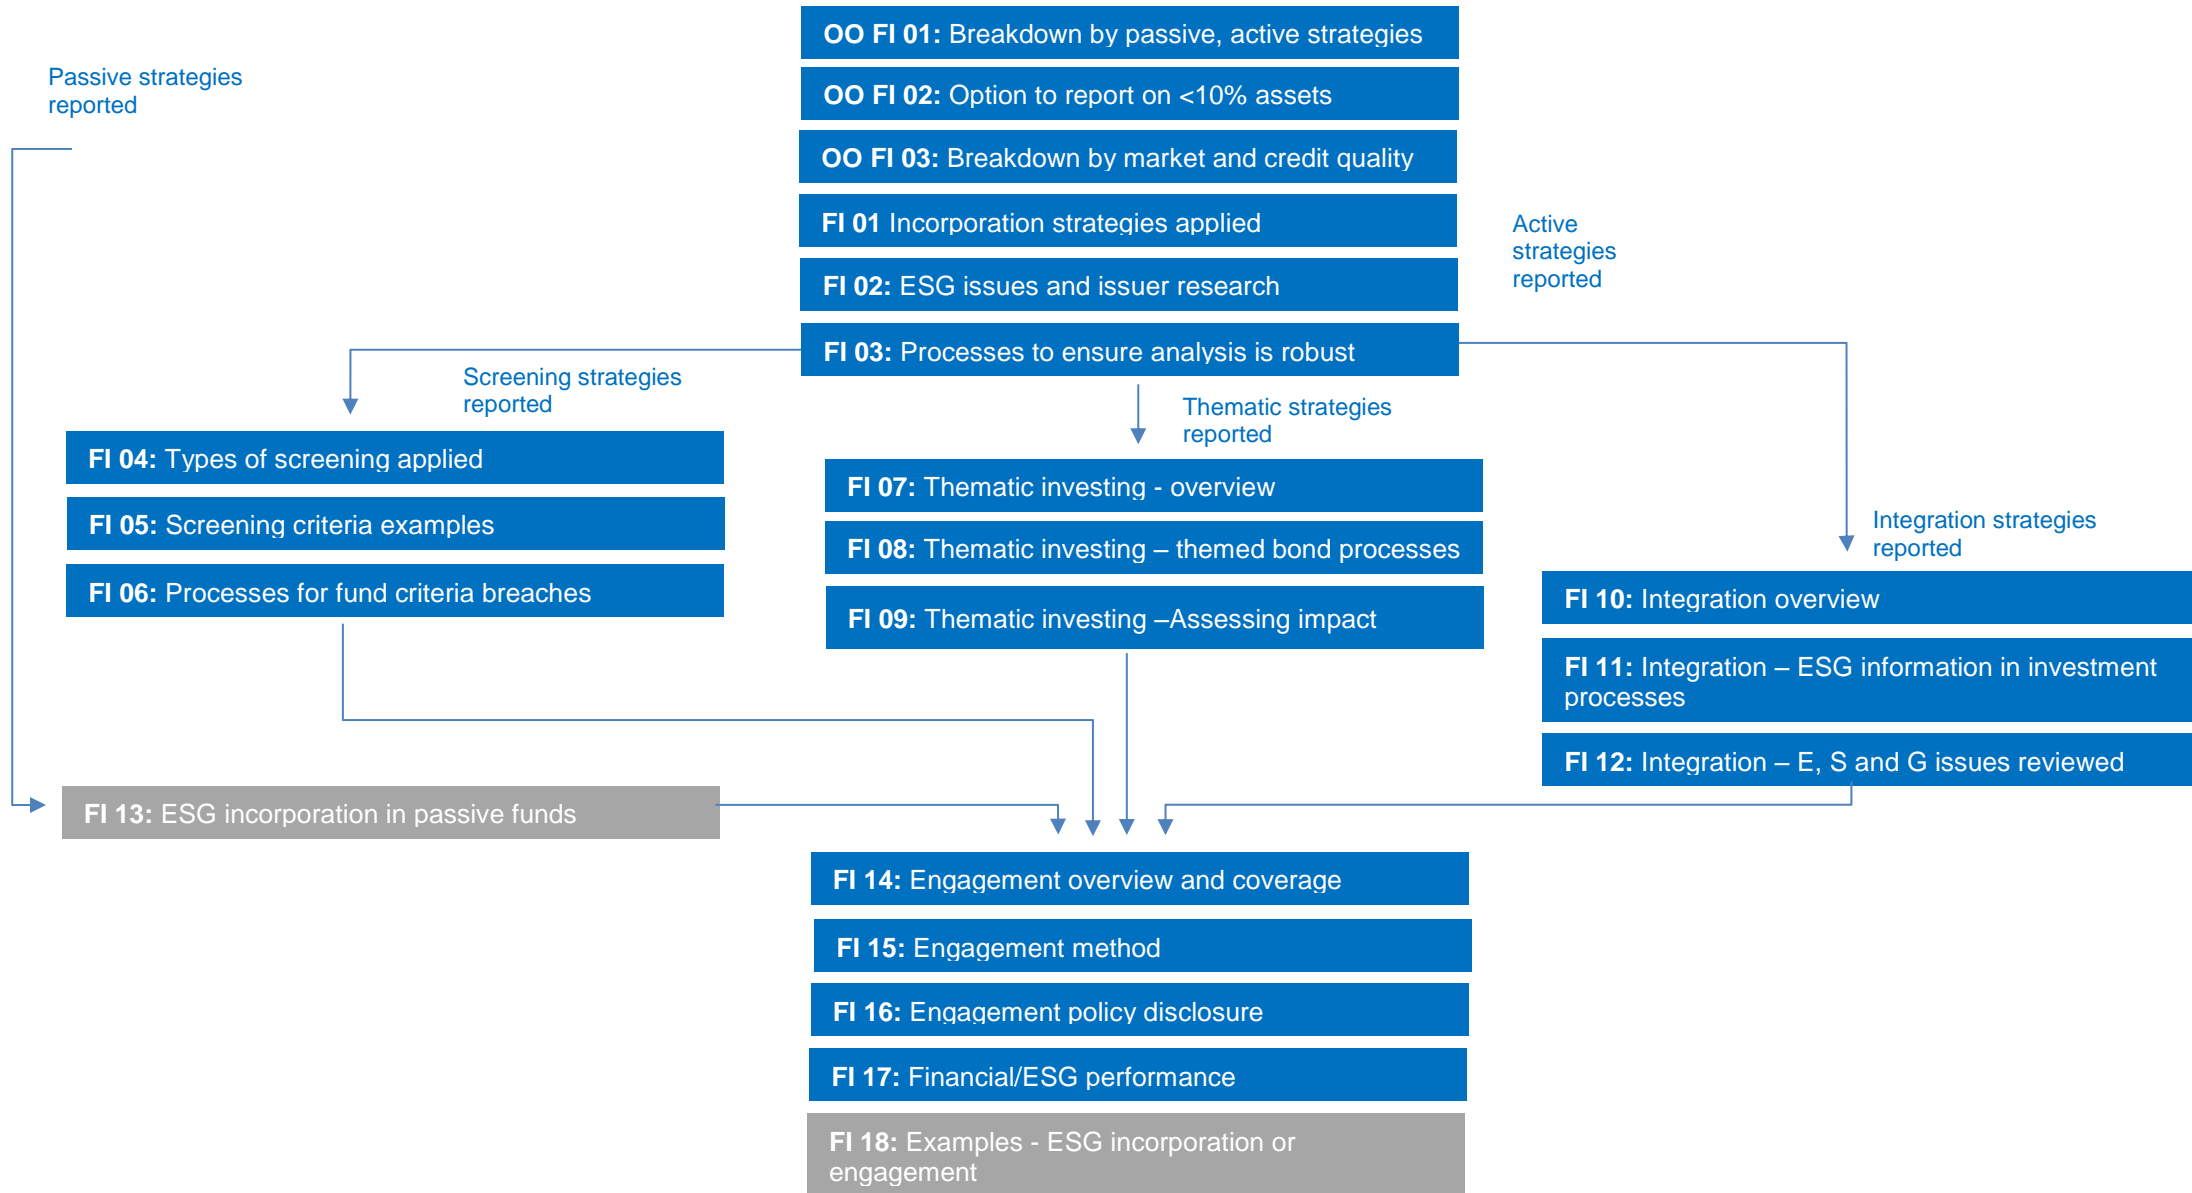 OO FI 01: Breakdown by passive, active strategies
Passive strategies
reported
OO FI 02: Option to report on <10% assets
OO FI 03: Breakdown by market and credit quality
FI 01 Incorporation strategies applied
Active
strategies
reported
FI 02: ESG issues and issuer research
FI 03: Processes to ensure analysis is robust
Screening strategies
reported
Thematic strategies
reported
FI 04: Types of screening applied
FI 05: Screening criteria examples
FI 06: Processes for fund criteria breaches
FI 07: Thematic investing - overview
FI 08: Thematic investing – themed bond processes
FI 09: Thematic investing –Assessing impact
Integration strategies
reported
FI 10: Integration overview
FI 11: Integration – ESG information in investment
processes
FI 12: Integration – E, S and G issues reviewed
FI 13: ESG incorporation in passive funds
FI 14: Engagement overview and coverage
FI 15: Engagement method
FI 16: Engagement policy disclosure
FI 17: Financial/ESG performance
FI 18: Examples - ESG incorporation or
engagement